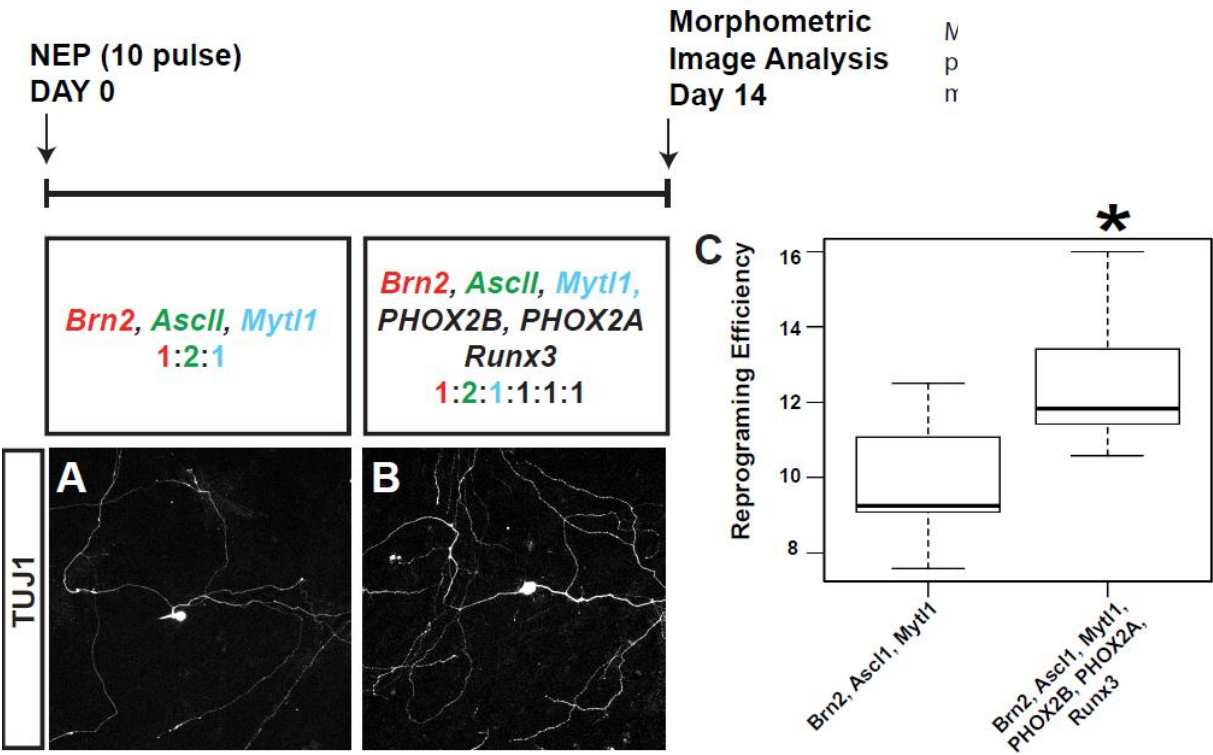 NEP (10 pulse)
DAY 0
Morphometric
Image Analysis
Day 14
M
p
m
Brn2, AscII, Mytl1
1:2:1
Brn2, AscII, Mytl1,
PHOX2B, PHOX2A
Runx3
1:2:1:1:1:1
TUJ1
A
B
C
*
Reprograming Efficiency
16
14
12
10
8
Brn2, Ascl1, Mytl1
Brn2, Ascl1, Mytl1,
PHOX2B, PHOX2A,
Runx3